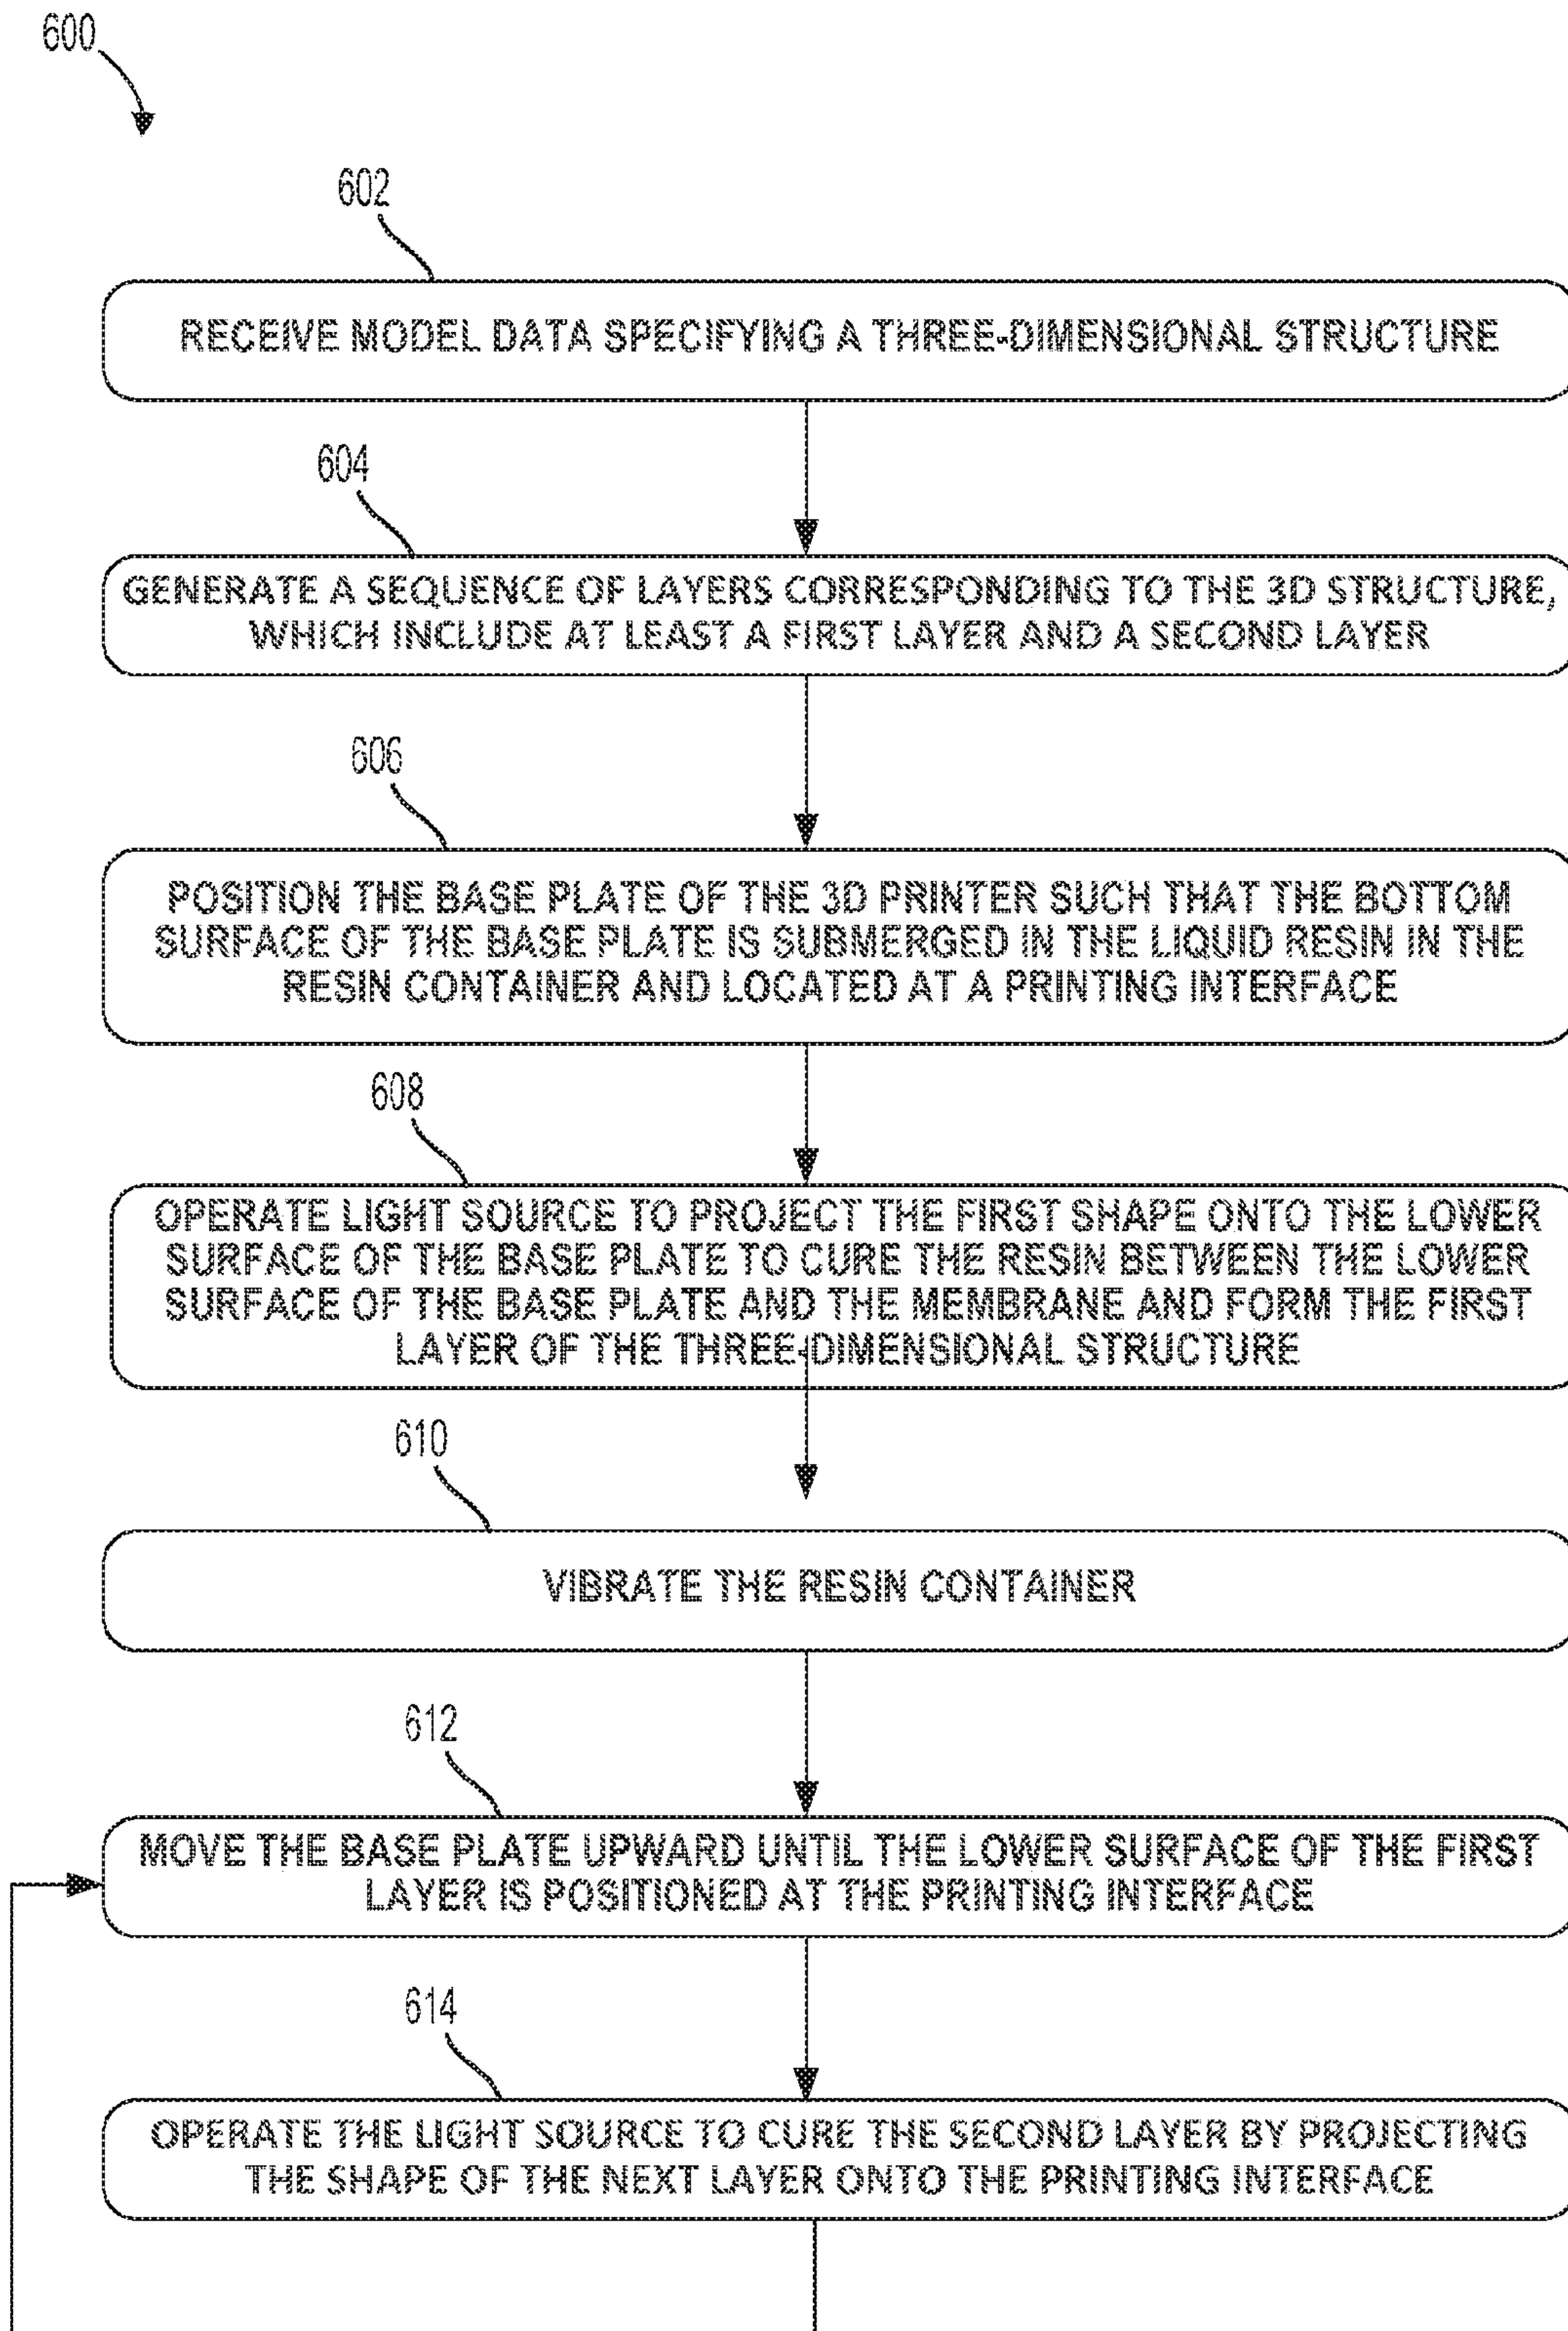 600
602
RECEIVE MODEL DATA SPECIFYING A THREE-DIMENSIONAL STRUCTURE
604
GENERATE A SEQUENCE OF LAYERS CORRESPONDING TO THE 3D STRUCTURE,
WHICH INCLUDE AT LEAST A FIRST LAYER AND A SECOND LAYER
606
POSITION THE BASE PLATE OF THE 3D PRINTER SUCH THAT THE BOTTOM
SURFACE OF THE BASE PLATE IS SUBMERGED IN THE LIQUID RESIN IN THE
RESIN CONTAINER AND LOCATED AT A PRINTING INTERFACE
608
OPERATE LIGHT SOURCE TO PROJECT THE FIRST SHAPE ONTO THE LOWER
SURFACE OF THE BASE PLATE TO CURE THE RESIN BETWEEN THE LOWER
SURFACE OF THE BASE PLATE AND THE MEMBRANE AND FORM THE FIRST
LAYER OF THE THREE-DIMENSIONAL STRUCTURE
610
VIBRATE THE RESIN CONTAINER
612
MOVE THE BASE PLATE UPWARD UNTIL THE LOWER SURFACE OF THE FIRST
LAYER IS POSITIONED AT THE PRINTING INTERFACE
614
OPERATE THE LIGHT SOURCE TO CURE THE SECOND LAYER BY PROJECTING
THE SHAPE OF THE NEXT LAYER ONTO THE PRINTING INTERFACE